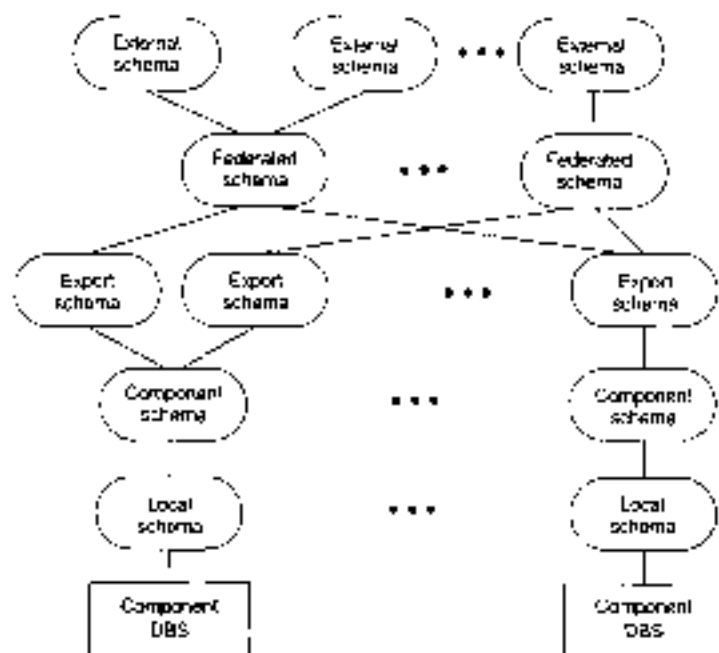 External
schema
External
schema
External
schema
Federated
schema
Federated
schema
Export
schema
Export
schema
Export
schema
Component
schema
Component
schema
Local
schema
Local
schema
Component
DBS
Component
DBS